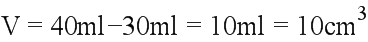 V = 40ml−30ml = 10ml = 10cm³